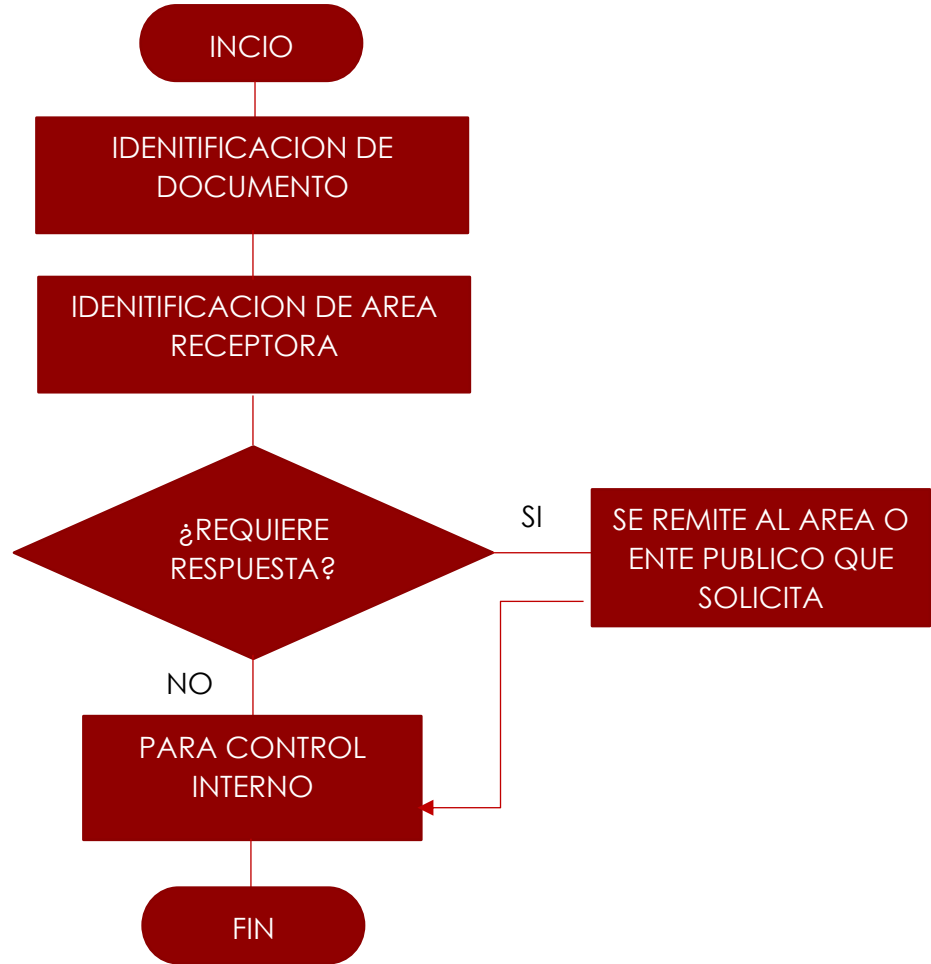 INCIO
IDENITIFICACION DE
DOCUMENTO
IDENITIFICACION DE AREA
RECEPTORA
¿REQUIERE
RESPUESTA?
SI
SE REMITE AL AREA O
ENTE PUBLICO QUE
SOLICITA
NO
PARA CONTROL
INTERNO
FIN